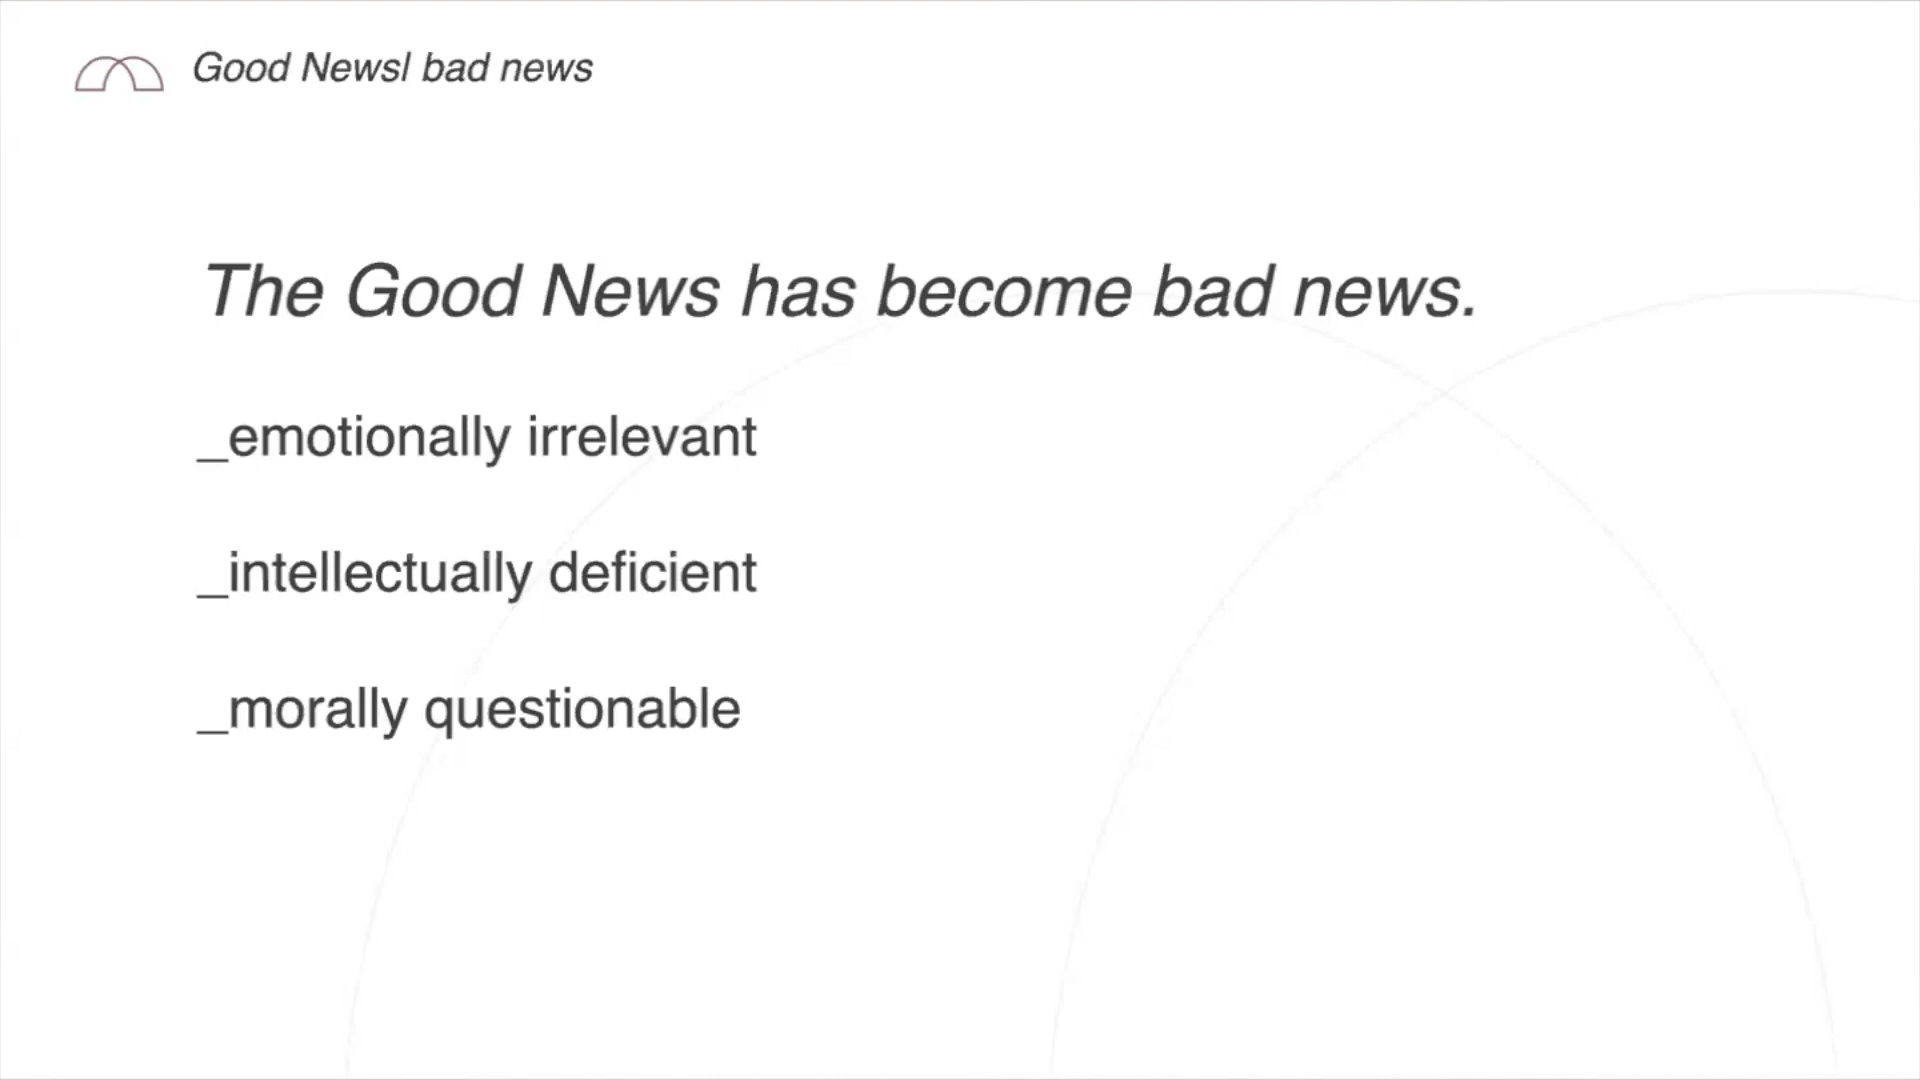 Good Newsl bad news
The Good News has become bad news.
_emotionally irrelevant
_intellectually deficient
_morally questionable